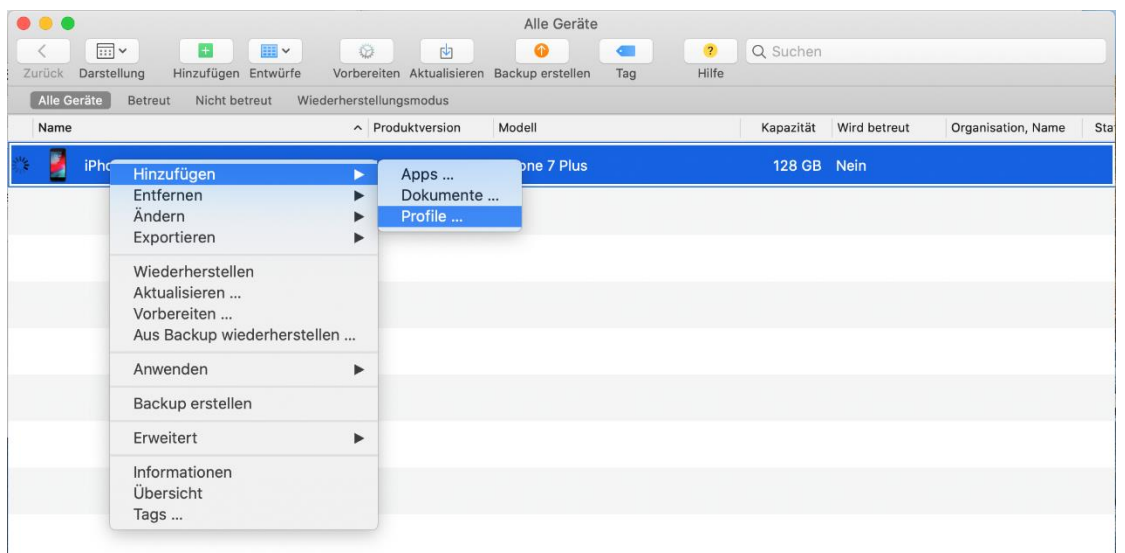 Alle Geräte
Zurück Darstellung Hinzufügen Entwürfe Vorbereiten Aktualisieren Backup erstellen Tag Hilfe Suchen
Alle Geräte Betreut Nicht betreut Wiederherstellungsmodus
Name Produktversion Modell Kapazität Wird betreut Organisation, Name
7 Plus 128 GB Nein
Hinzufügen Apps ...
Entfernen Dokumente ...
Ändern Profile ...
Exportieren
Wiederherstellen
Aktualisieren ...
Vorbereiten ...
Aus Backup wiederherstellen ...
Anwenden
Backup erstellen
Erweitert
Informationen
Übersicht
Tags ...